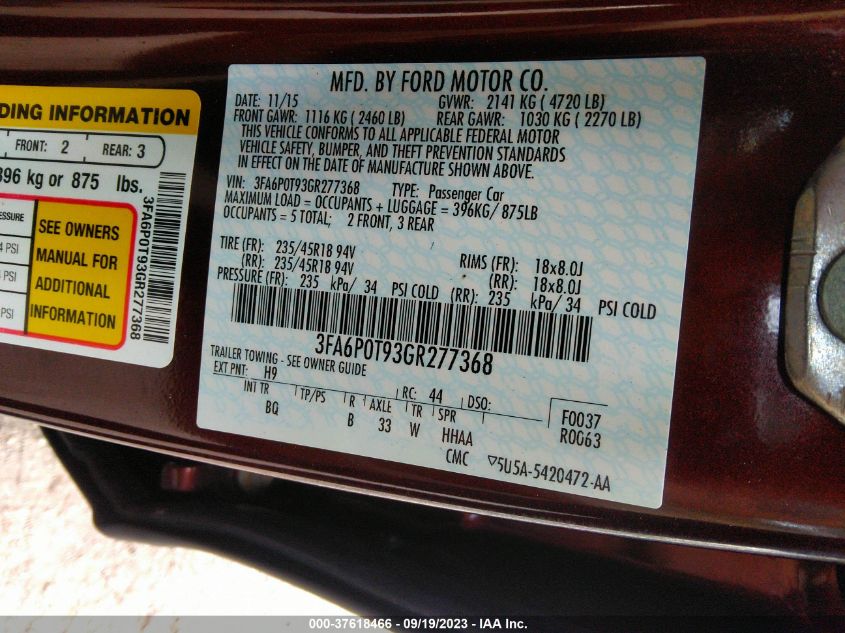 DING INFORMATION
FRONT: 2 REAR: 3
396 kg or 875 lbs.
ESSURE
PSI
PSI
PSI
SEE OWNERS
MANUAL FOR
ADDITIONAL
INFORMATION
3FA6P0T93GR277368
MFD. BY FORD MOTOR CO.
DATE: 11/15 GVWR: 2141 KG ( 4720 LB)
FRONT GAWR: 1116 KG ( 2460 LB) REAR GAWR: 1030 KG ( 2270 LB)
THIS VEHICLE CONFORMS TO ALL APPLICABLE FEDERAL MOTOR
VEHICLE SAFETY, BUMPER, AND THEFT PREVENTION STANDARDS
IN EFFECT ON THE DATE OF MANUFACTURE SHOWN ABOVE.
VIN: 3FA6P0T93GR277368 TYPE: Passenger Car
MAXIMUM LOAD = OCCUPANTS + LUGGAGE = 396KG/ 875LB
OCCUPANTS = 5 TOTAL; 2 FRONT, 3 REAR
TIRE (FR): 235/45R18 94V RIMS (FR): 18x8.0J
(RR): 235/45R18 94V (RR): 18x8.0J
PRESSURE (FR): 235 kPa/ 34 PSI COLD (RR): 235 kPa/ 34 PSI COLD
3FA6P0T93GR277368
TRAILER TOWING - SEE OWNER GUIDE
EXT PNT: H9 RC: 44 DSO: F0037
INT TR TP/PS R AXLE TR SPR R0063
BQ B 33 W HHAA
CMC ▽5U5A-5420472-AA
000-37618466 - 09/19/2023 - IAA Inc.